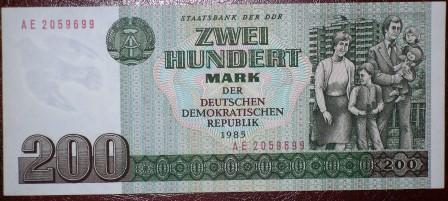 STAATSBANK DER DDR
AE 2059699
ZWEI
HUNDERT
MARK
DER
DEUTSCHEN
DEMOKRATISCHEN
REPUBLIK
1985
AE 2059699
200
200